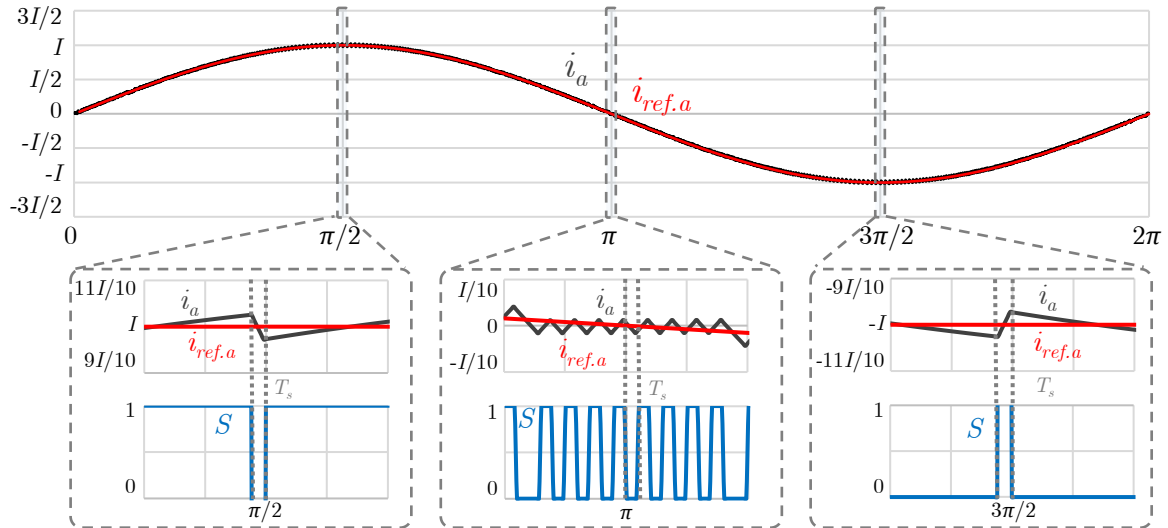 3I/2
I
I/2
0
-I/2
-I
-3I/2
i_a
i_ref.a
0
π/2
π
3π/2
2π
11I/10
I
9I/10
i_a
i_ref.a
T_s
1
0
S
π/2
I/10
0
-I/10
i_a
i_ref.a
T_s
1
0
S
π
-9I/10
-I
-11I/10
i_a
i_ref.a
T_s
1
0
S
3π/2